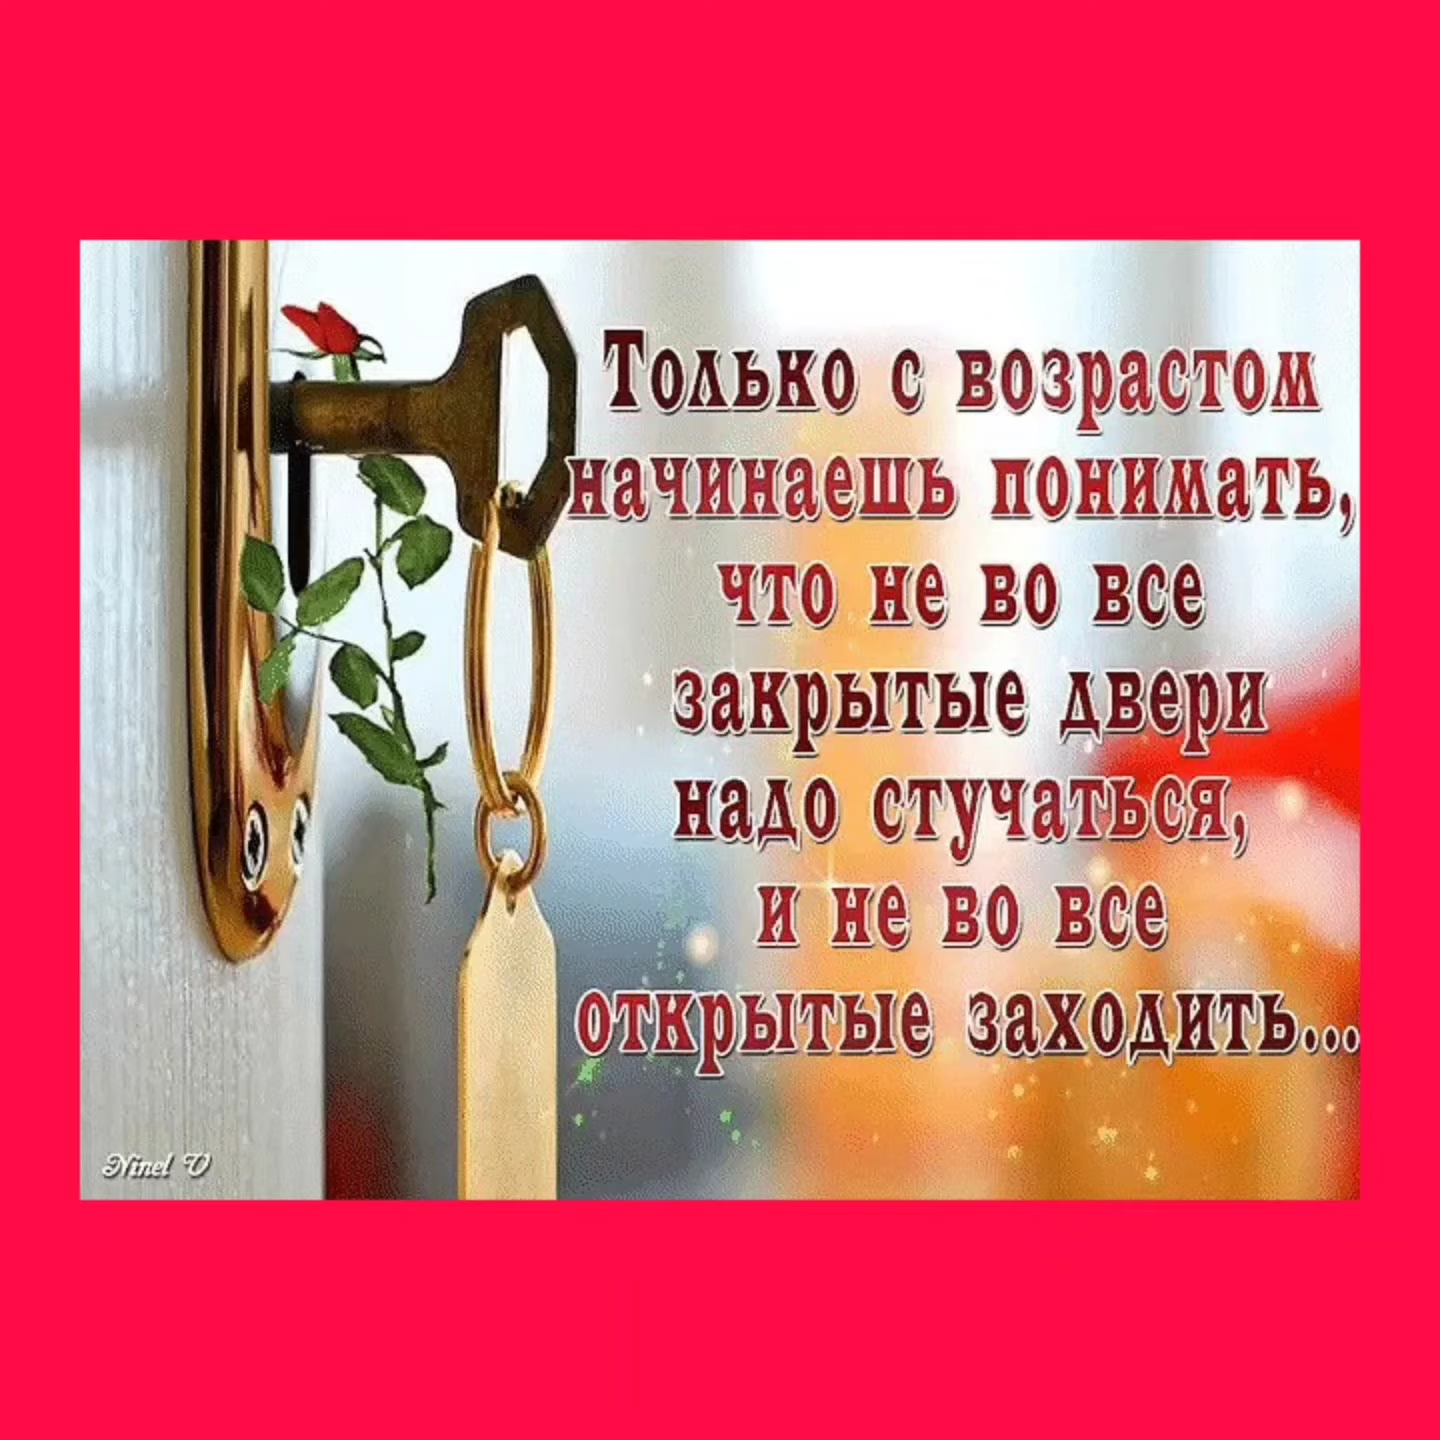 Только с возрастом
начинаешь понимать,
что не во все
закрытые двери
надо стучаться,
и не во все
открытые заходить...
Ninel V